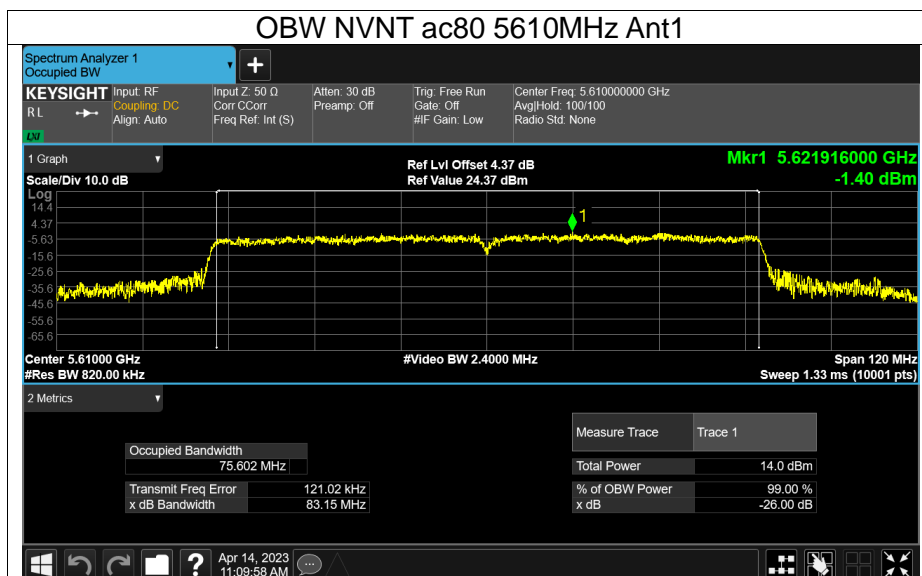 OBW NVNT ac80 5610MHz Ant1
Spectrum Analyzer 1
Occupied BW
KEYSIGHT
R L
LXI
Input: RF
Coupling: DC
Align: Auto
Input Z: 50 Ω
Corr CCorr
Freq Ref: Int (S)
Atten: 30 dB
Preamp: Off
Trig: Free Run
Gate: Off
#IF Gain: Low
Center Freq: 5.610000000 GHz
Avg|Hold: 100/100
Radio Std: None
1 Graph
Scale/Div 10.0 dB
Ref Lvl Offset 4.37 dB
Ref Value 24.37 dBm
Mkr1 5.621916000 GHz
-1.40 dBm
Log
14.4
4.37
-5.63
-15.6
-25.6
-35.6
-45.6
-55.6
-65.6
1
Center 5.61000 GHz
#Res BW 820.00 kHz
#Video BW 2.4000 MHz
Span 120 MHz
Sweep 1.33 ms (10001 pts)
2 Metrics
Measure Trace Trace 1
Occupied Bandwidth
75.602 MHz
Total Power 14.0 dBm
Transmit Freq Error 121.02 kHz
% of OBW Power 99.00 %
x dB Bandwidth 83.15 MHz
x dB -26.00 dB
?
Apr 14, 2023
11:09:58 AM